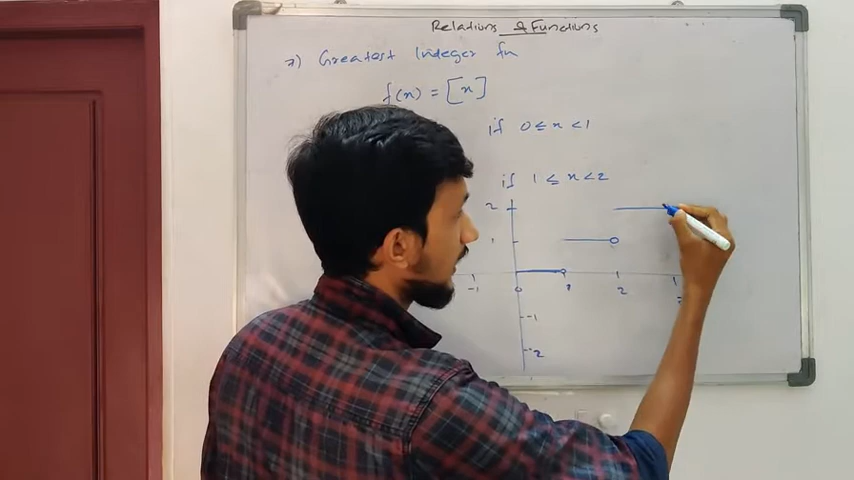 Relations & Functions
7) Greatest Integer fn
f(x) = [x]
if 0 ≤ x < 1
if 1 ≤ x < 2
2
1
-1 0 1 2
-1
-2